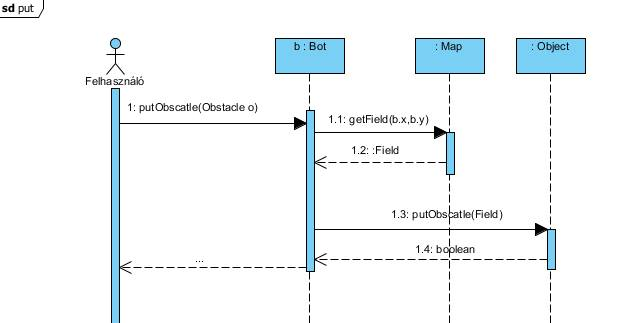 sd put
b : Bot
: Map
: Object
Felhasználó
1: putObscatle(Obstacle o)
1.1: getField(b.x,b.y)
1.2: :Field
1.3: putObscatle(Field)
1.4: boolean
...